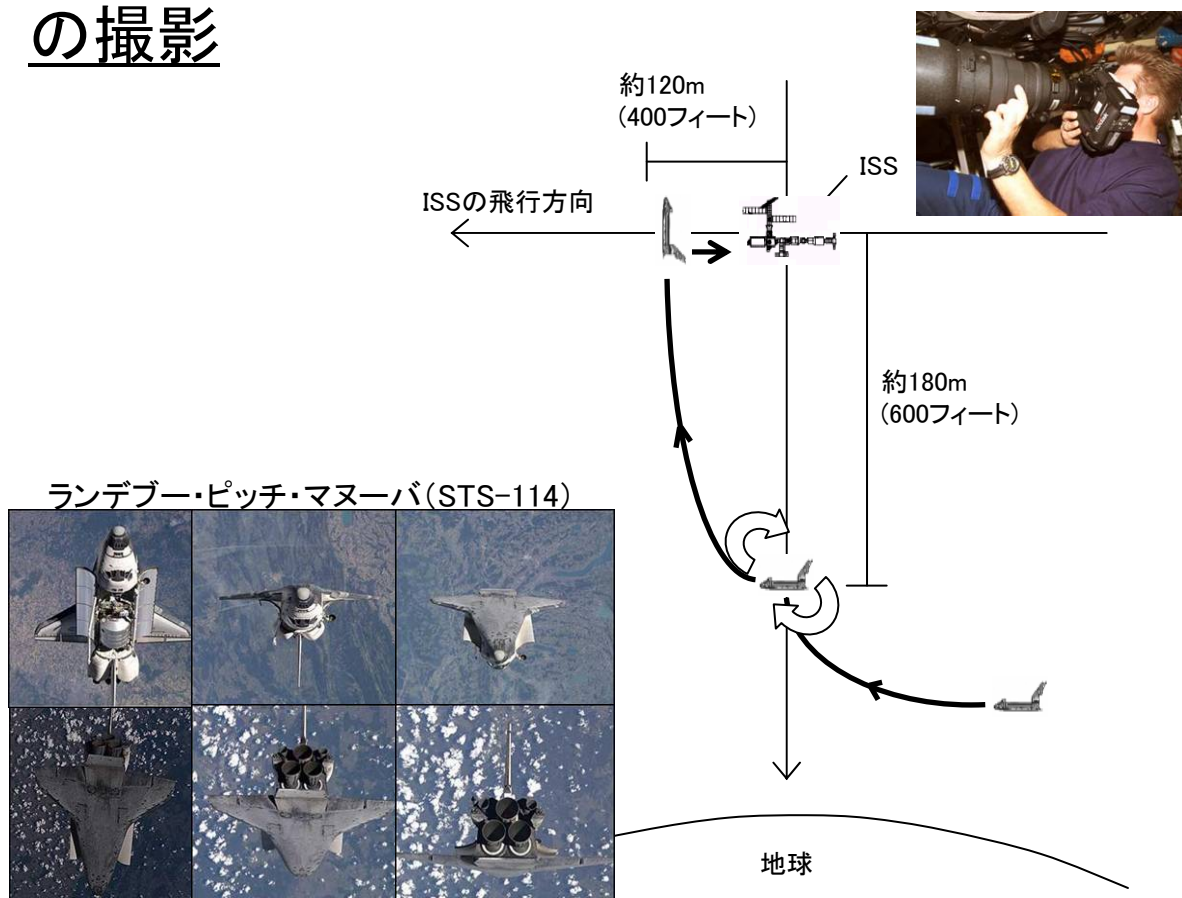 の撮影
約120m
(400フィート)
ISS
ISSの飛行方向
約180m
(600フィート)
ランデブー・ピッチ・マヌーバ(STS-114)
地球